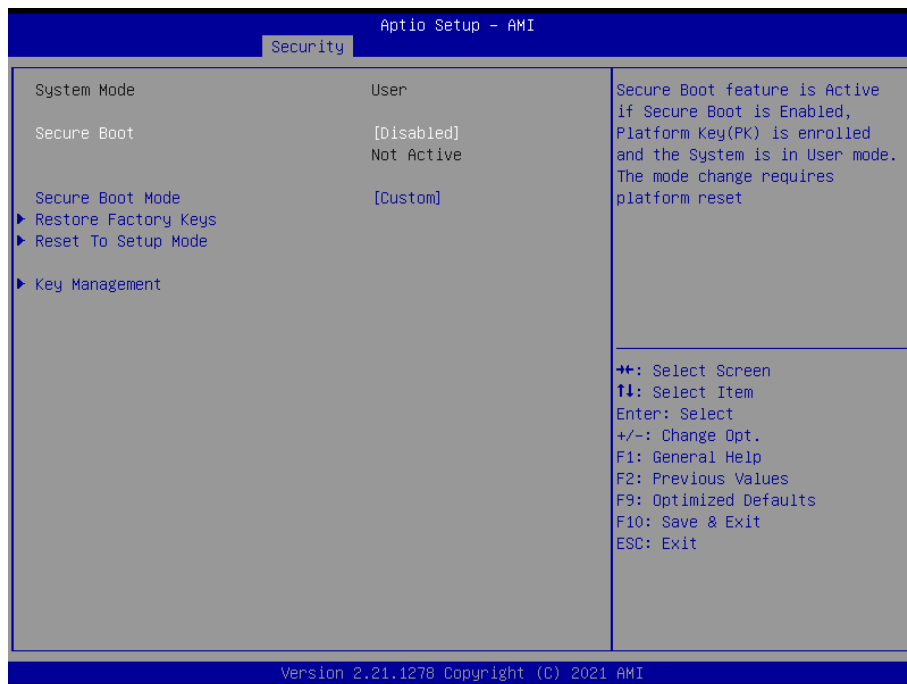 Aptio Setup – AMI
Security
System Mode User
Secure Boot [Disabled]
Not Active
Secure Boot Mode [Custom]
Restore Factory Keys
Reset To Setup Mode
Key Management
Secure Boot feature is Active
if Secure Boot is Enabled,
Platform Key(PK) is enrolled
and the System is in User mode.
The mode change requires
platform reset
→←: Select Screen
↑↓: Select Item
Enter: Select
+/-: Change Opt.
F1: General Help
F2: Previous Values
F9: Optimized Defaults
F10: Save & Exit
ESC: Exit
Version 2.21.1278 Copyright (C) 2021 AMI